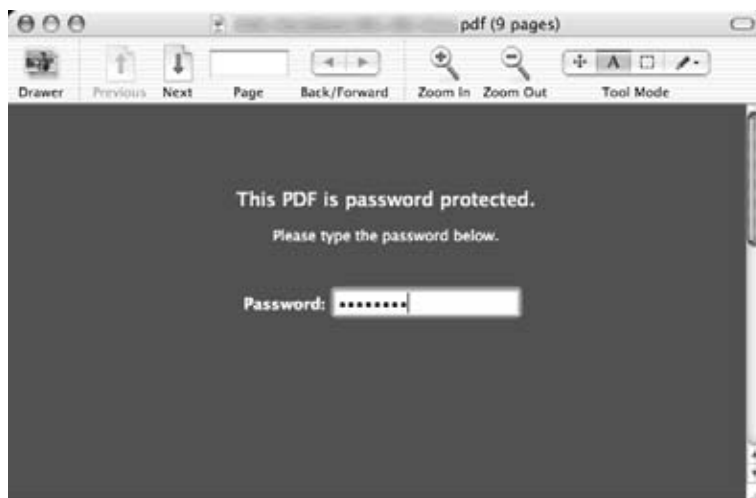 pdf (9 pages)
Drawer Previous Next Page Back/Forward Zoom In Zoom Out Tool Mode
A
This PDF is password protected.
Please type the password below.
Password: ••••••••